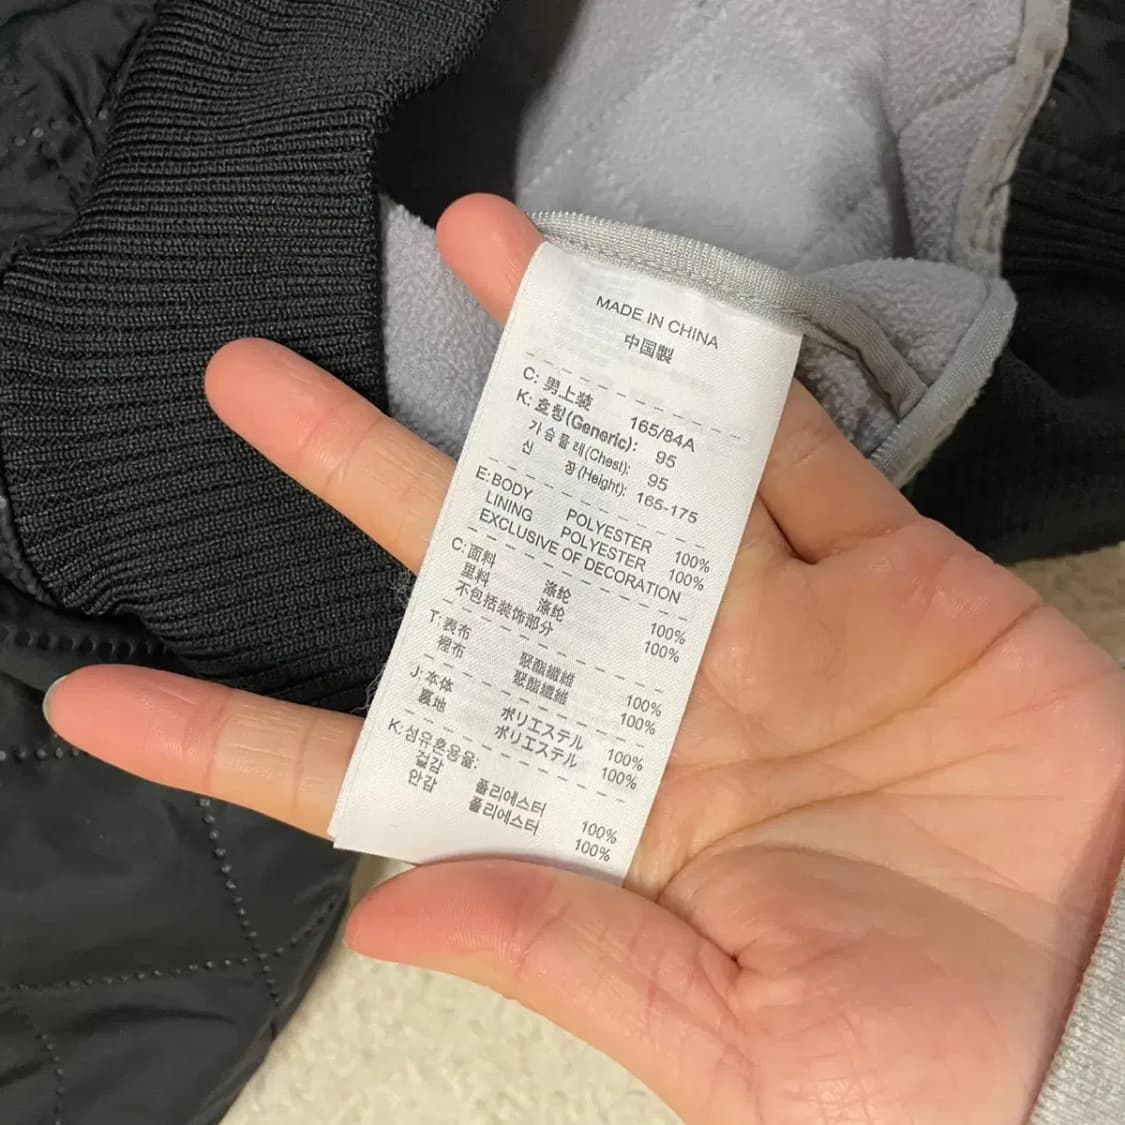 MADE IN CHINA
中国製
C: 男上装 165/84A
K: 호칭(Generic): 95
가슴둘레(Chest): 95
신 장(Height): 165-175
E: BODY POLYESTER 100%
LINING POLYESTER 100%
EXCLUSIVE OF DECORATION
C: 面料 涤纶 100%
里料 涤纶 100%
不包括装饰部分
T: 表布 聚酯纖維 100%
裡布 聚酯纖維 100%
J: 本体 ポリエステル 100%
裏地 ポリエステル 100%
K: 섬유혼용율:
겉감 폴리에스터 100%
안감 폴리에스터 100%